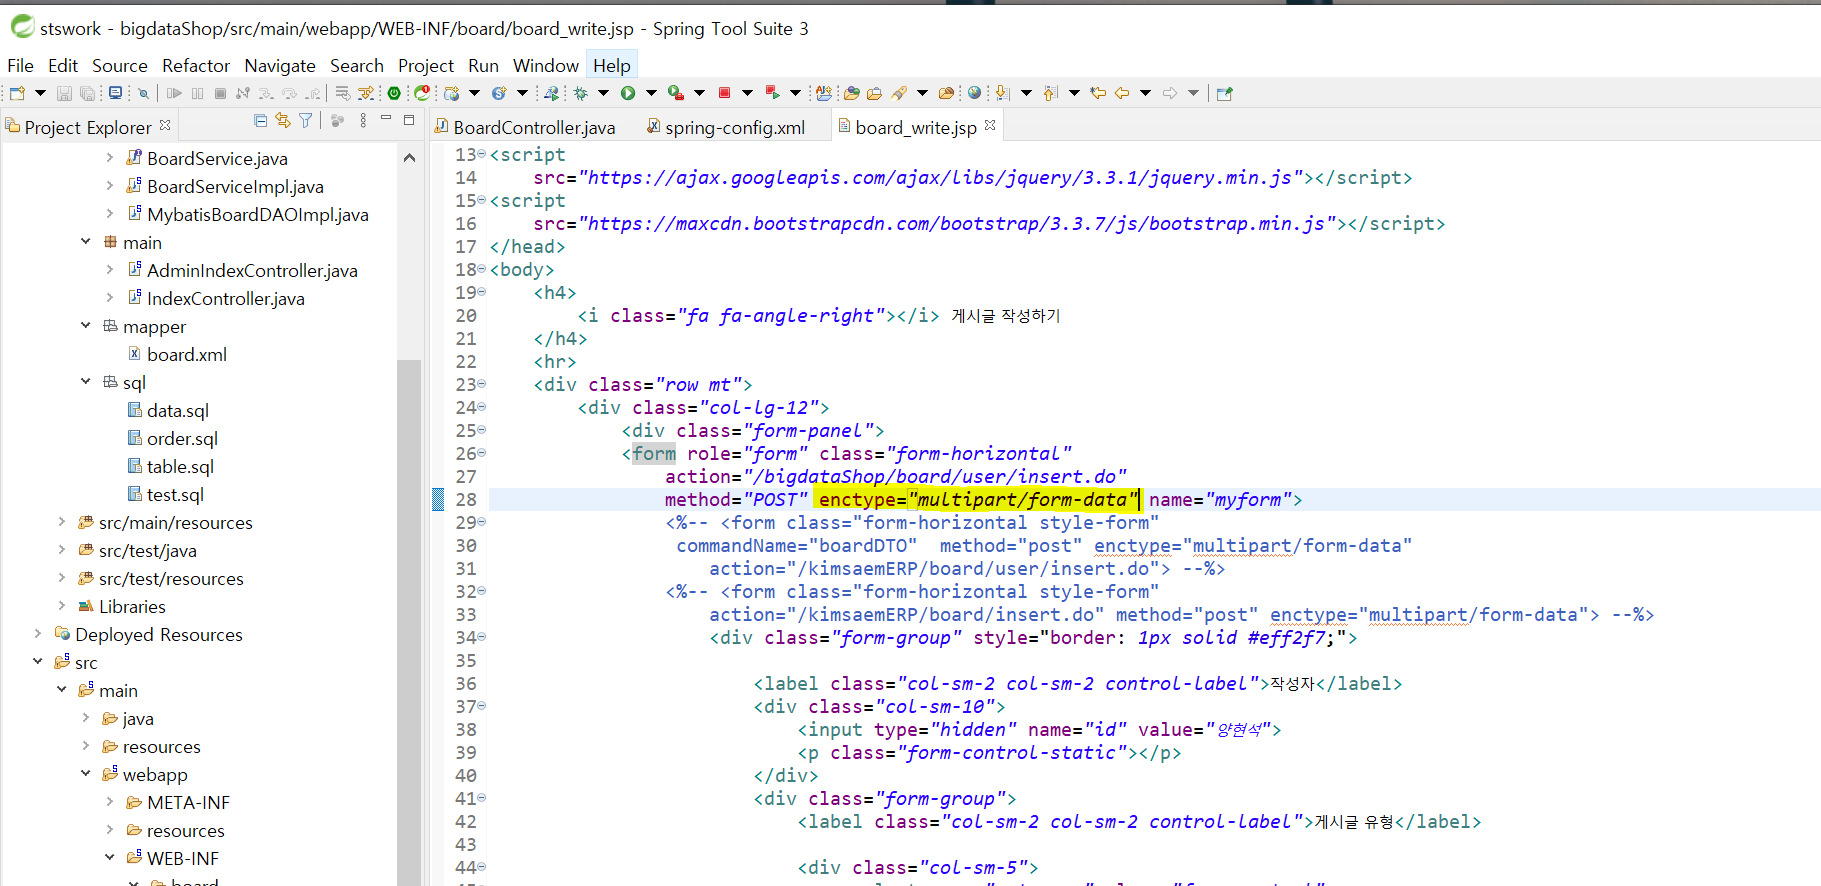 stswork - bigdataShop/src/main/webapp/WEB-INF/board/board_write.jsp - Spring Tool Suite 3
File Edit Source Refactor Navigate Search Project Run Window Help
Project Explorer
BoardService.java
BoardServiceImpl.java
MybatisBoardDAOImpl.java
main
AdminIndexController.java
IndexController.java
mapper
board.xml
sql
data.sql
order.sql
table.sql
test.sql
src/main/resources
src/test/java
src/test/resources
Libraries
Deployed Resources
src
main
java
resources
webapp
META-INF
resources
WEB-INF
board
BoardController.java spring-config.xml board_write.jsp
13 <script
14 src="https://ajax.googleapis.com/ajax/libs/jquery/3.3.1/jquery.min.js"></script>
15 <script
16 src="https://maxcdn.bootstrapcdn.com/bootstrap/3.3.7/js/bootstrap.min.js"></script>
17 </head>
18 <body>
19 <h4>
20 <i class="fa fa-angle-right"></i> 게시글 작성하기
21 </h4>
22 <hr>
23 <div class="row mt">
24 <div class="col-lg-12">
25 <div class="form-panel">
26 <form role="form" class="form-horizontal"
27 action="/bigdataShop/board/user/insert.do"
28 method="POST" enctype="multipart/form-data" name="myform">
29 <%-- <form class="form-horizontal style-form"
30 commandName="boardDTO"  method="post" enctype="multipart/form-data"
31 action="/kimsaemERP/board/user/insert.do"> --%>
32 <%-- <form class="form-horizontal style-form"
33 action="/kimsaemERP/board/insert.do" method="post" enctype="multipart/form-data"> --%>
34 <div class="form-group" style="border: 1px solid #eff2f7;">
35
36 <label class="col-sm-2 col-sm-2 control-label">작성자</label>
37 <div class="col-sm-10">
38 <input type="hidden" name="id" value="양현석">
39 <p class="form-control-static"></p>
40 </div>
41 <div class="form-group">
42 <label class="col-sm-2 col-sm-2 control-label">게시글 유형</label>
43
44 <div class="col-sm-5">